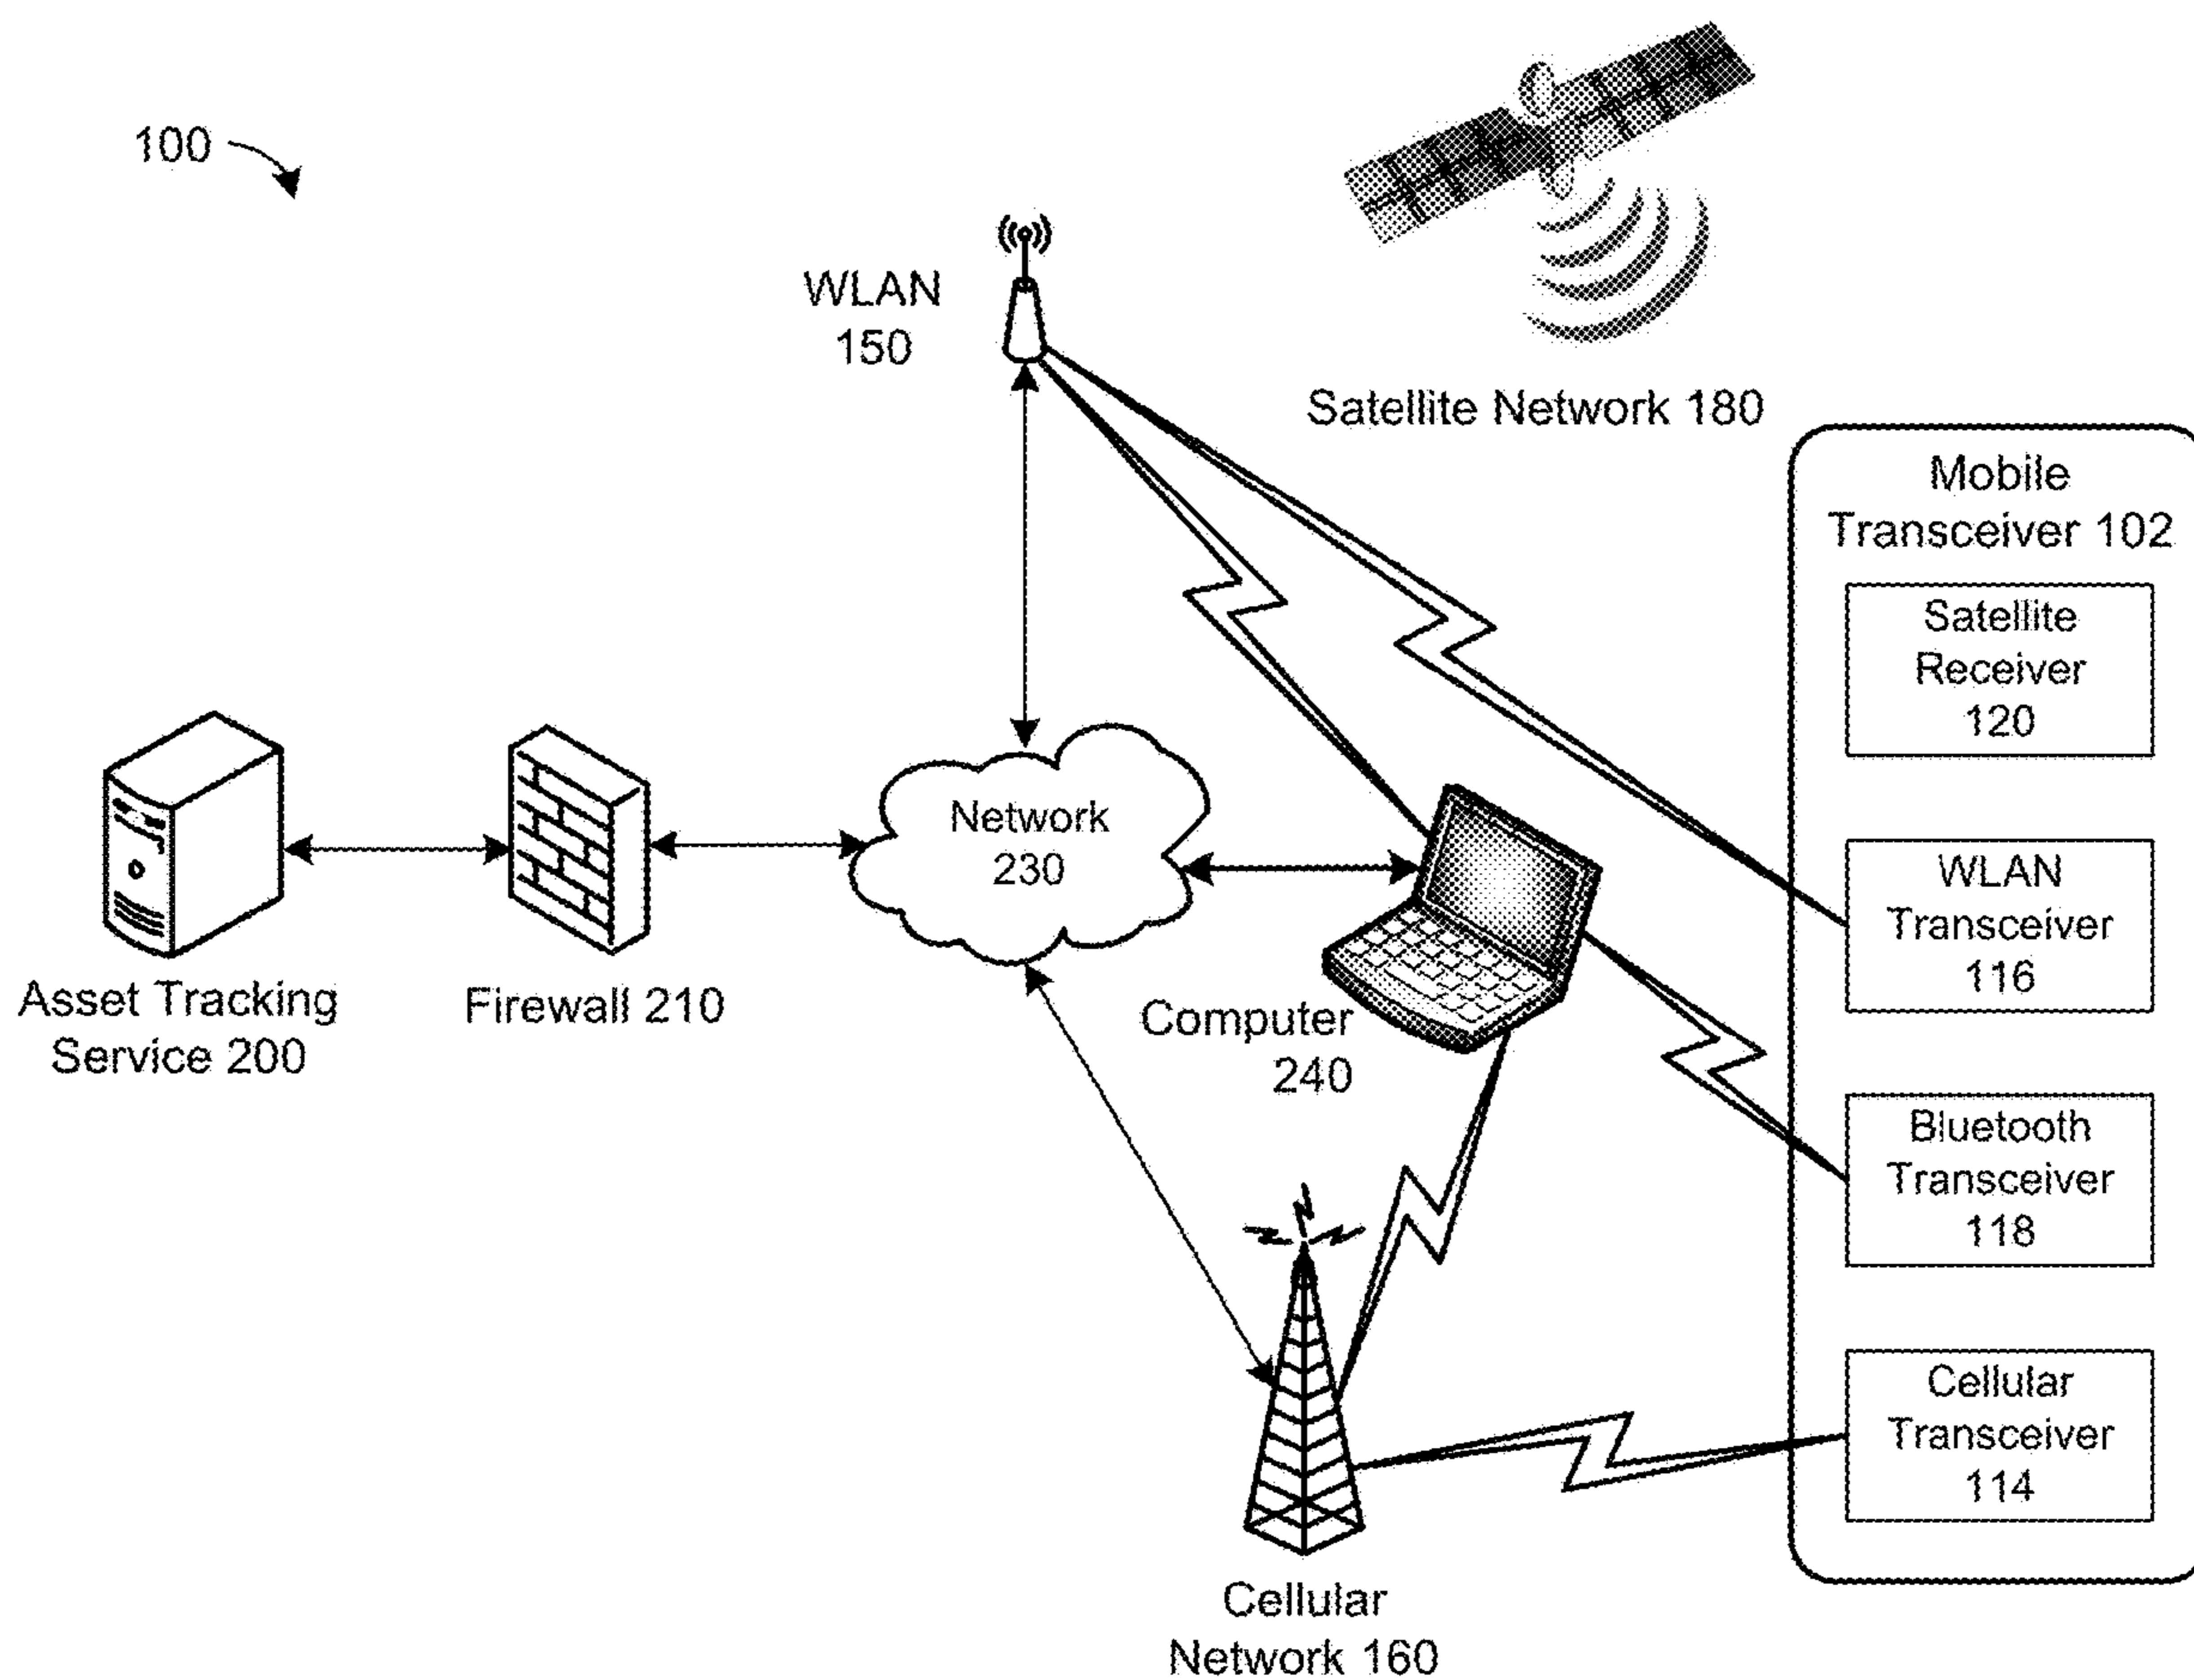 100
WLAN
150
Satellite Network 180
Mobile
Transceiver 102
Satellite
Receiver
120
WLAN
Transceiver
116
Bluetooth
Transceiver
118
Cellular
Transceiver
114
Network
230
Asset Tracking
Service 200
Firewall 210
Computer
240
Cellular
Network 160